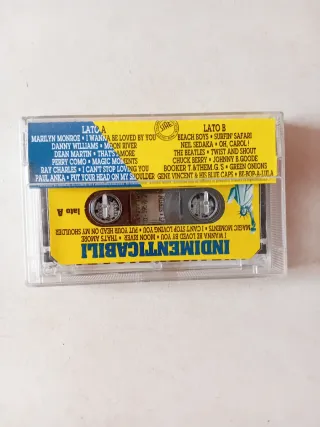 LATO A
MARILYN MONROE • I WANNA BE LOVED BY YOU
DANNY WILLIAMS • MOON RIVER
DEAN MARTIN • THAT'S AMORE
PERRY COMO • MAGIC MOMENTS
RAY CHARLES • I CAN'T STOP LOVING YOU
PAUL ANKA • PUT YOUR HEAD ON MY SHOULDER
LATO B
BEACH BOYS • SURFIN' SAFARI
NEIL SEDAKA • OH, CAROL!
THE BEATLES • TWIST AND SHOUT
CHUCK BERRY • JOHNNY B GOODE
BOOKER T. &THEM. G.'S • GREEN ONIONS
GENE VINCENT & HIS BLUE CAPS • BE-BOP-A-LULA
lato A
INDIMENTICABILI
I WANNA BE LOVED BY YOU • MOON RIVER • THAT'S AMORE
MAGIC MOMENTS • I CAN'T STOP LOVING YOU • PUT YOUR HEAD ON MY SHOULDER